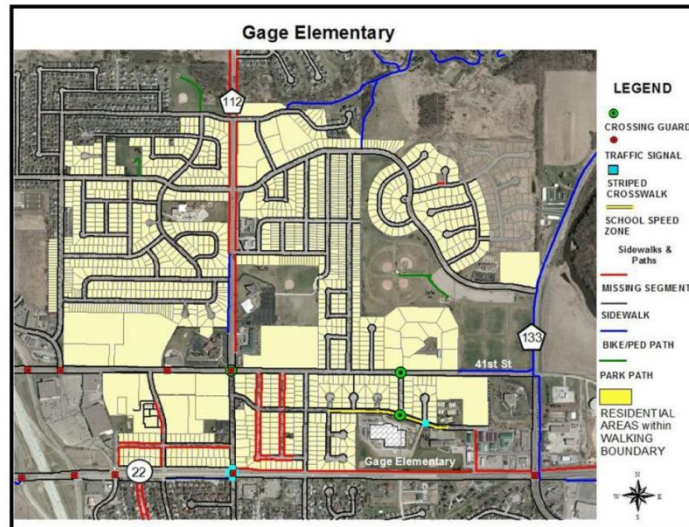 Gage Elementary
112
133
41st St
Gage Elementary
22
LEGEND
CROSSING GUARD
TRAFFIC SIGNAL
STRIPED
CROSSWALK
SCHOOL SPEED
ZONE
Sidewalks &
Paths
MISSING SEGMENT
SIDEWALK
BIKE/PED PATH
PARK PATH
RESIDENTIAL
AREAS within
WALKING
BOUNDARY
N
W
E
S